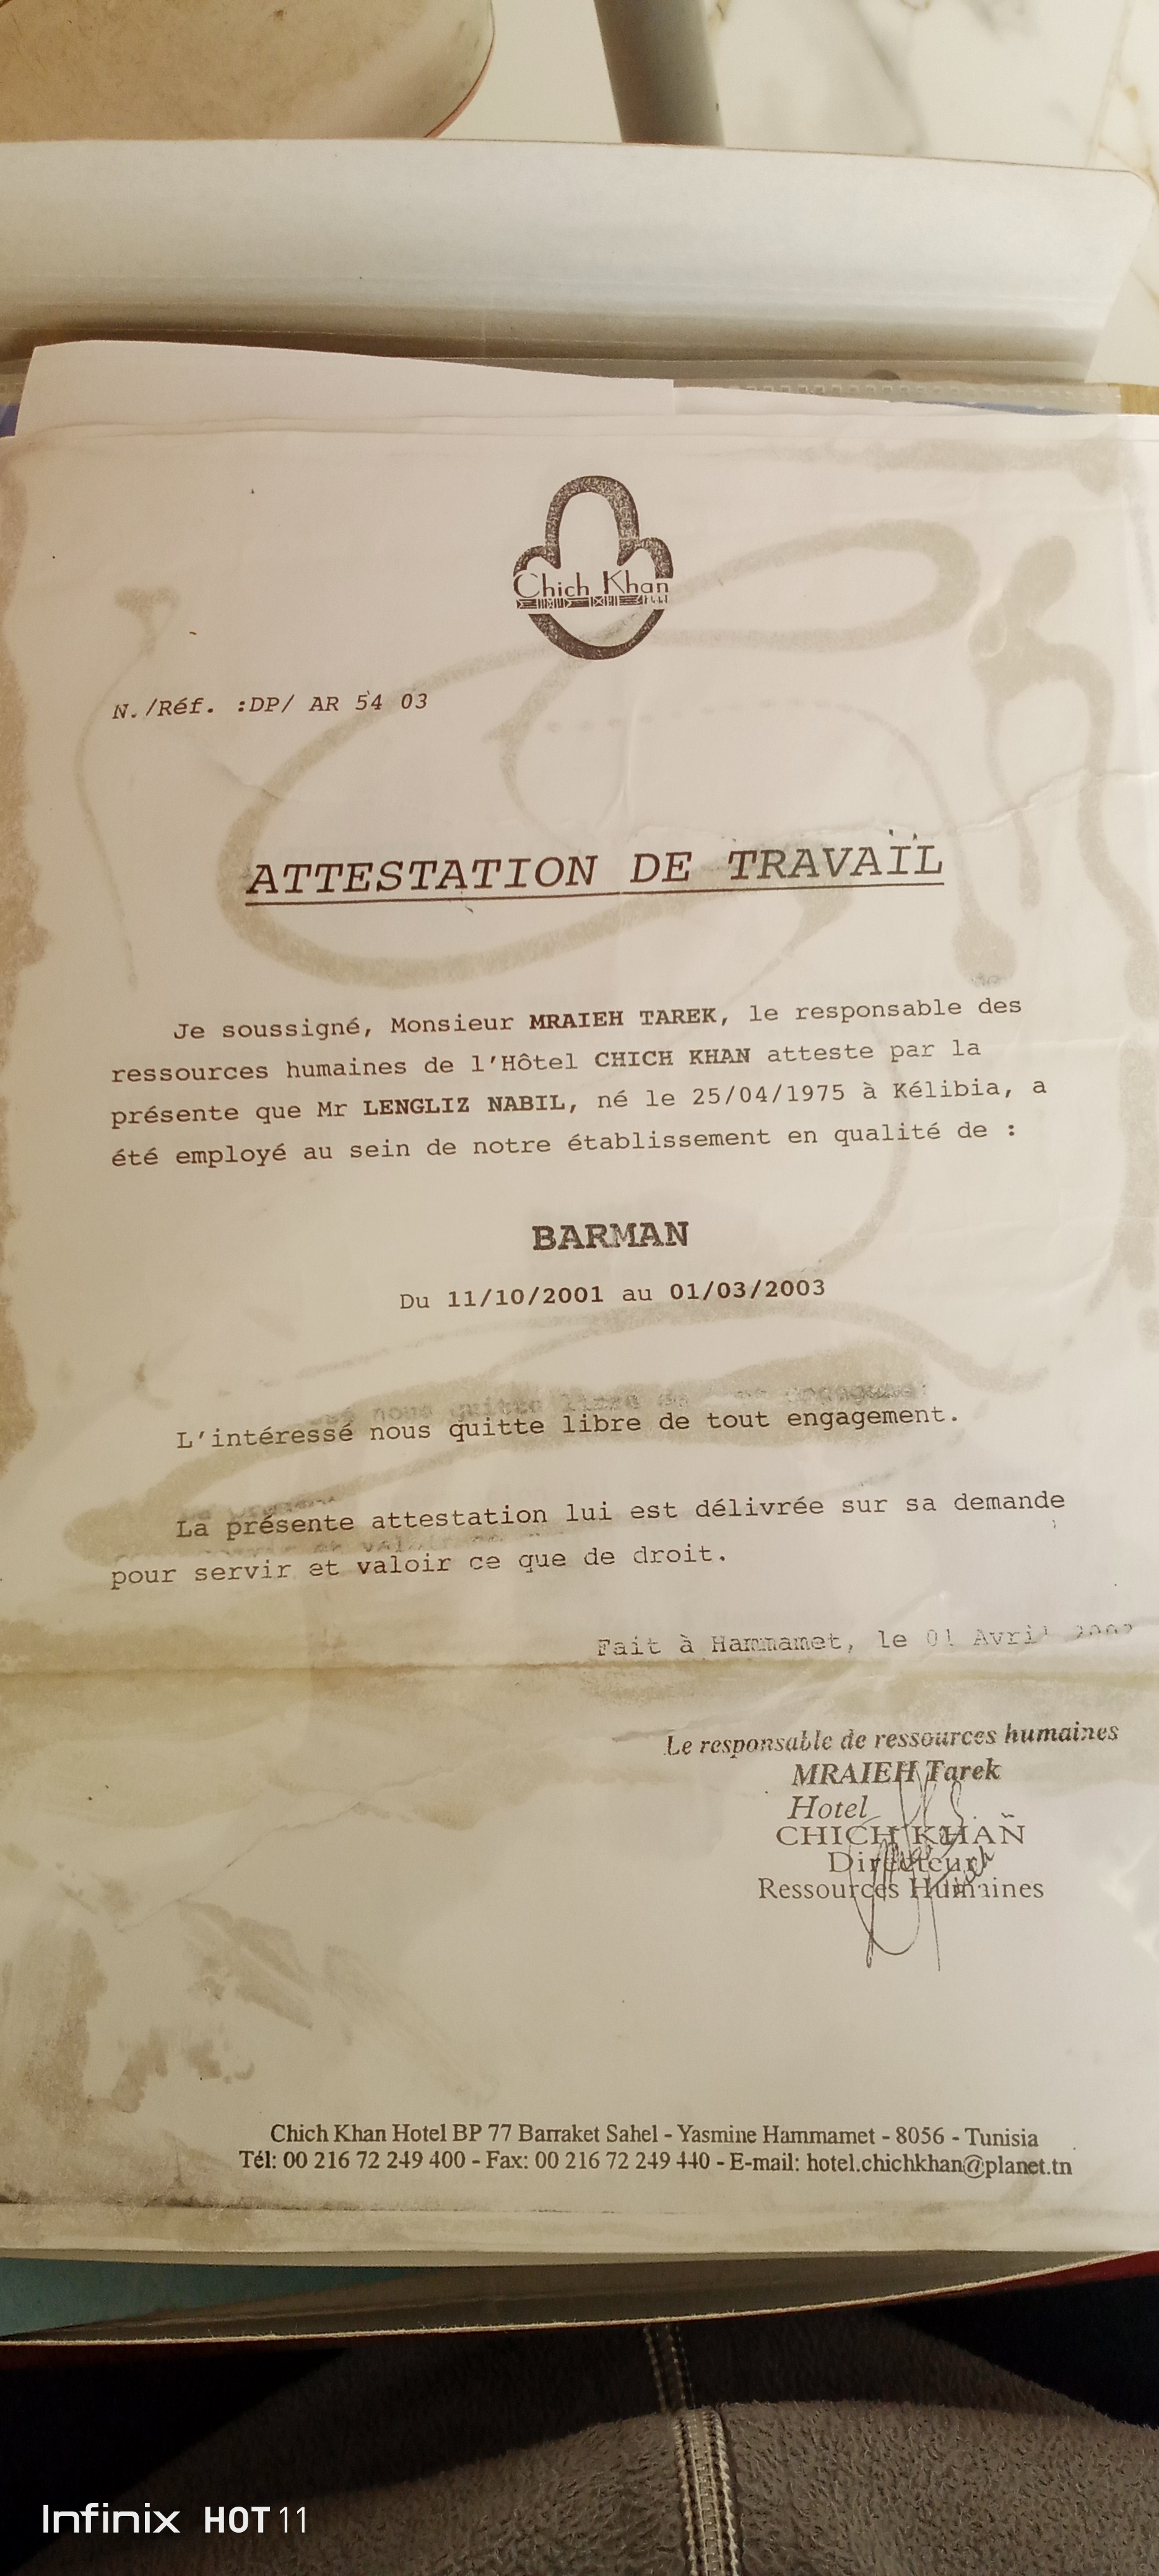 Chich Khan
N./Réf. :DP/ AR 54 03
ATTESTATION DE TRAVAIL
Je soussigné, Monsieur MRAIEH TAREK, le responsable des
ressources humaines de l'Hôtel CHICH KHAN atteste par la
présente que Mr LENGLIZ NABIL, né le 25/04/1975 à Kélibia, a
été employé au sein de notre établissement en qualité de :
BARMAN
Du 11/10/2001 au 01/03/2003
L'intéressé nous quitte libre de tout engagement.
La présente attestation lui est délivrée sur sa demande
pour servir et valoir ce que de droit.
Fait à Hammamet, le 01 Avril
Le responsable de ressources humaines
MRAIEH Tarek
Hotel
CHICH KHAN
Directeur
Ressources Humaines
Chich Khan Hotel BP 77 Barraket Sahel - Yasmine Hammamet - 8056 - Tunisia
Tél: 00 216 72 249 400 - Fax: 00 216 72 249 440 - E-mail: hotel.chichkhan@planet.tn
Infinix HOT 11